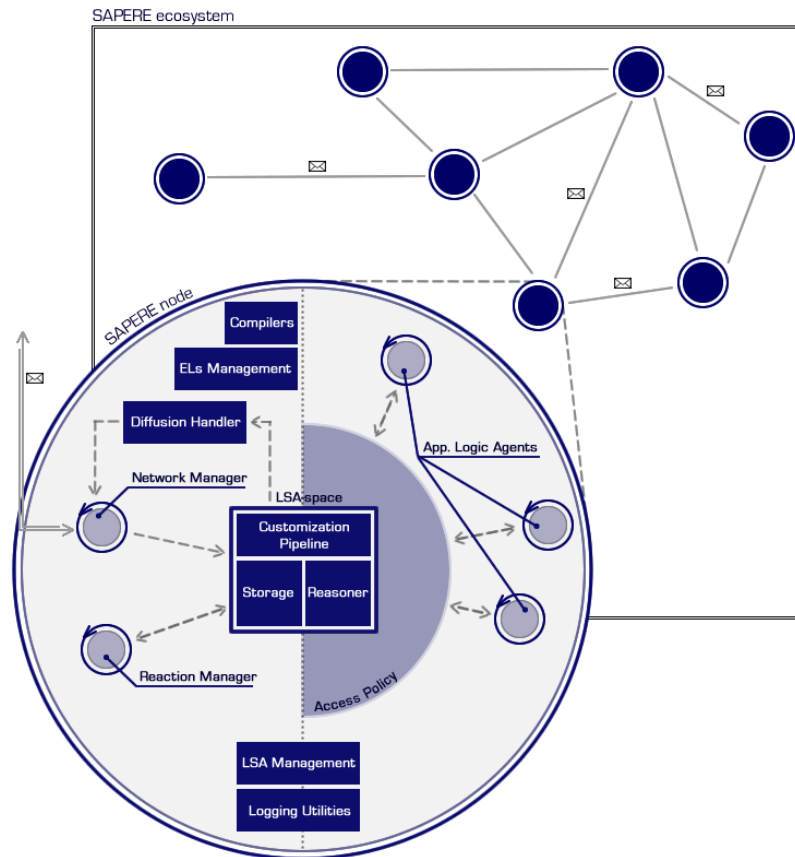 SAPERE ecosystem
SAPERE node
Compilers
ELs Management
Diffusion Handler
App. Logic Agents
Network Manager
LSA-space
Customization
Pipeline
Storage
Reasoner
Reaction Manager
Access Policy
LSA Management
Logging Utilities